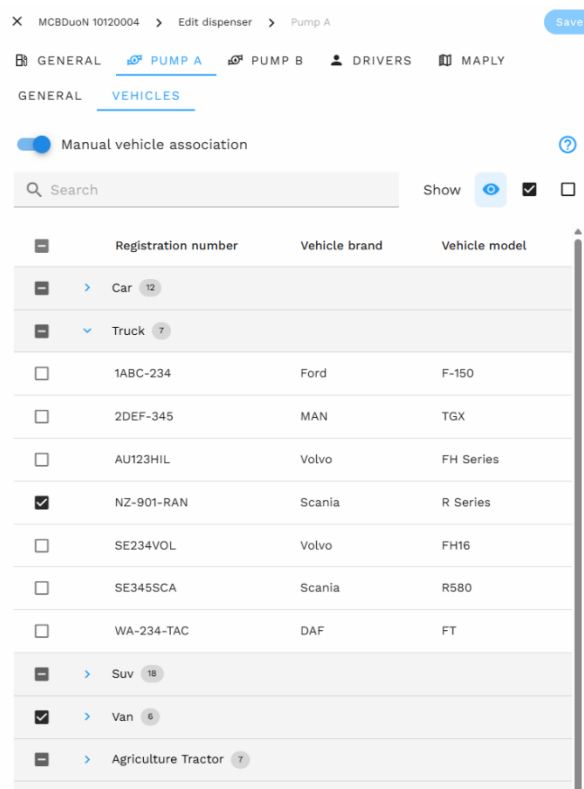 MCBDuoN 10120004 > Edit dispenser > Pump A Save
GENERAL PUMP A PUMP B DRIVERS MAPLY
GENERAL VEHICLES
Manual vehicle association ?
Search Show
Registration number Vehicle brand Vehicle model
Car 12
Truck 7
1ABC-234 Ford F-150
2DEF-345 MAN TGX
AU123HIL Volvo FH Series
NZ-901-RAN Scania R Series
SE234VOL Volvo FH16
SE345SCA Scania R580
WA-234-TAC DAF FT
Suv 18
Van 6
Agriculture Tractor 7